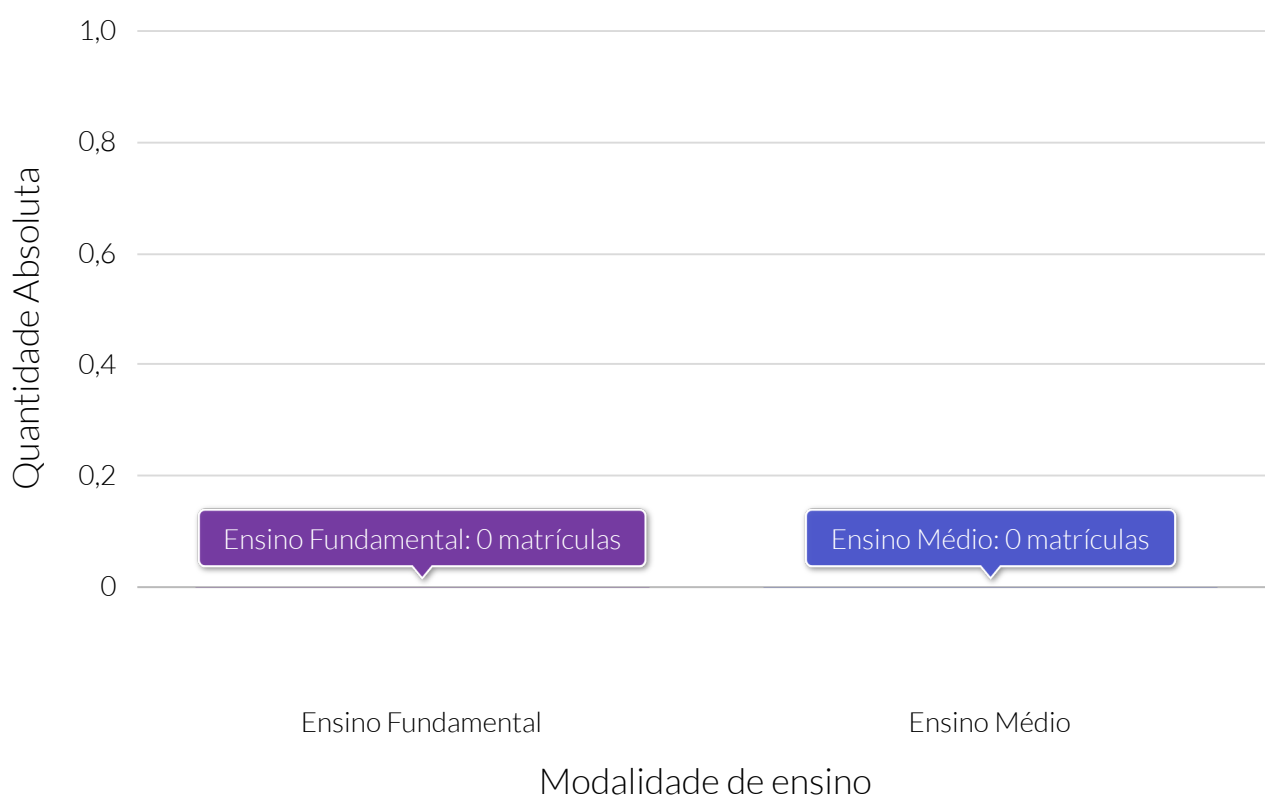 1,0
0,8
0,6
0,4
0,2
0
Quantidade Absoluta
Ensino Fundamental: 0 matrículas
Ensino Médio: 0 matrículas
Ensino Fundamental
Ensino Médio
Modalidade de ensino